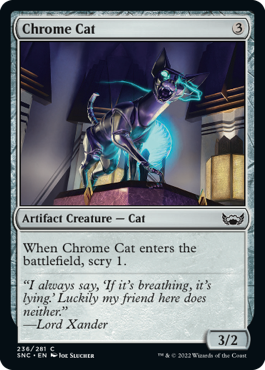 Chrome Cat 3
Artifact Creature — Cat
When Chrome Cat enters the
battlefield, scry 1.
“I always say, ‘If it’s breathing, it’s
lying.’ Luckily my friend here does
neither.”
—Lord Xander
3/2
236/281 C
SNC • EN Joe Slucher
™ & © 2022 Wizards of the Coast